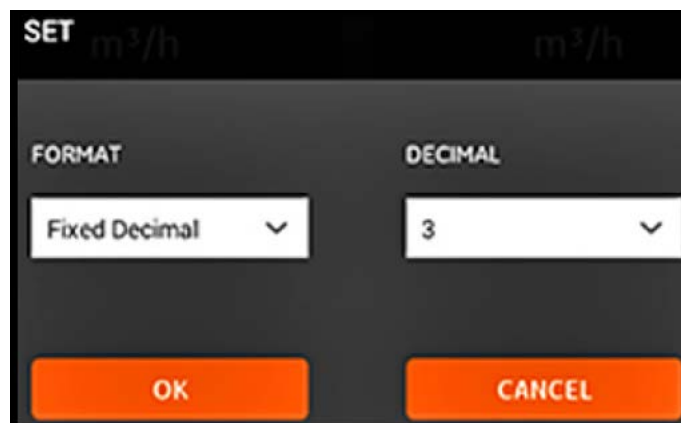 SET
m³/h m³/h
FORMAT DECIMAL
Fixed Decimal 3
OK CANCEL